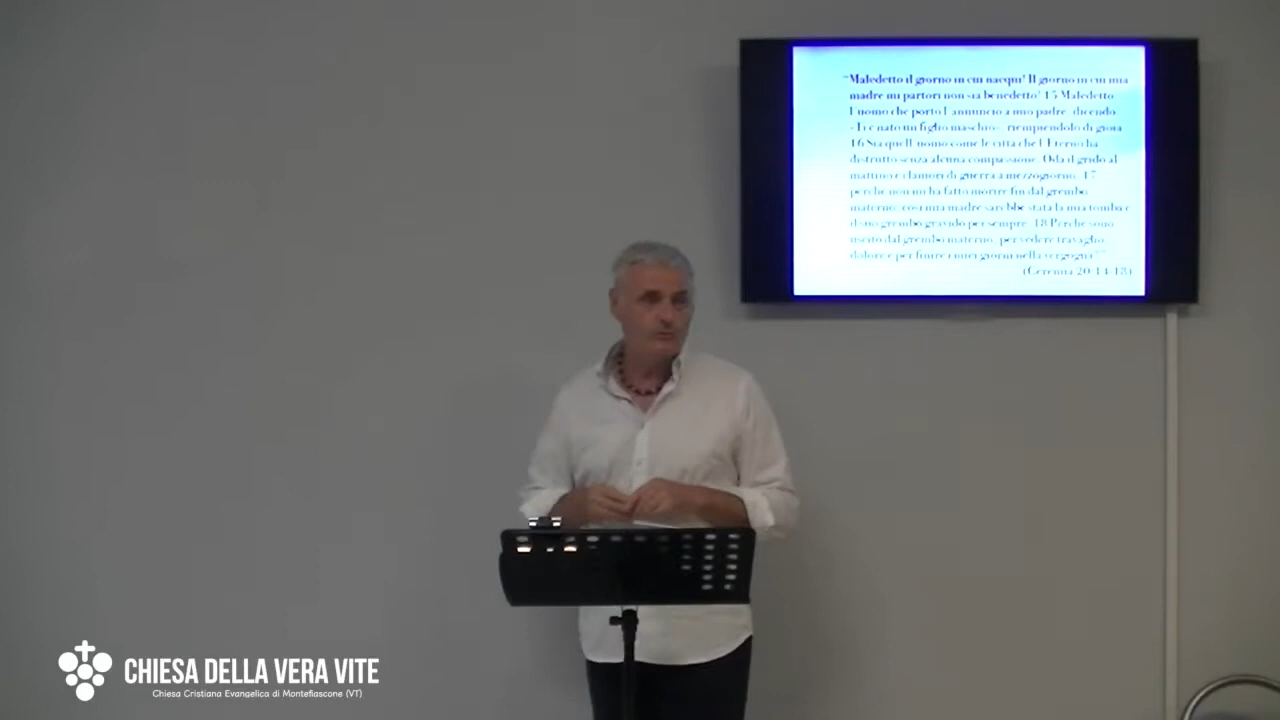 “Maledetto il giorno in cui nacqui! Il giorno in cui mia
madre mi partorì non sia benedetto! 15 Maledetto
l'uomo che portò l'annuncio a mio padre, dicendo
«Ti è nato un figlio maschio», riempiendolo di gioia.
16 Sia quell'uomo come le città che l'Eterno ha
distrutto senza alcuna compassione. Oda il grido al
mattino e clamori di guerra a mezzogiorno, 17
perché non mi ha fatto morire fin dal grembo
materno; così mia madre sarebbe stata la mia tomba e
il suo grembo gravido per sempre. 18 Perché sono
uscito dal grembo materno, per vedere travaglio,
dolore e per finire i miei giorni nella vergogna?”
(Geremia 20:14-18)
CHIESA DELLA VERA VITE
Chiesa Cristiana Evangelica di Montefiascone (VT)